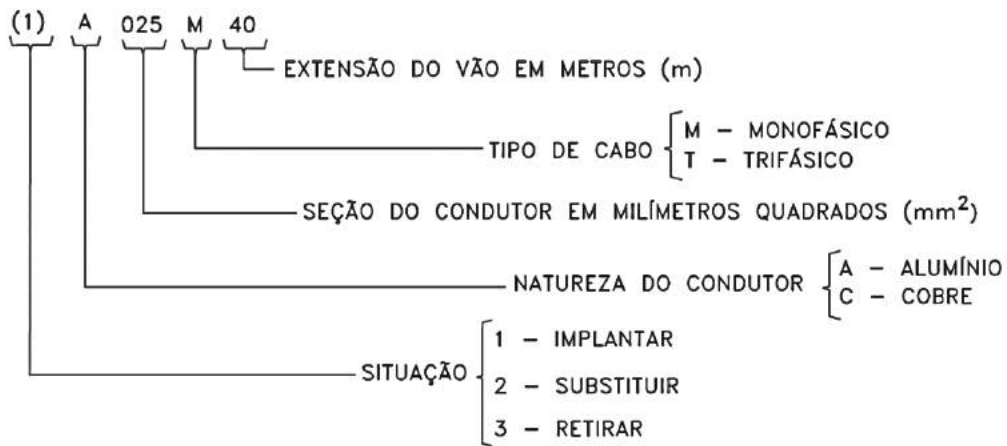 (1) A 025 M 40
EXTENSÃO DO VÃO EM METROS (m)
TIPO DE CABO
M – MONOFÁSICO
T – TRIFÁSICO
SEÇÃO DO CONDUTOR EM MILÍMETROS QUADRADOS (mm²)
NATUREZA DO CONDUTOR
A – ALUMÍNIO
C – COBRE
SITUAÇÃO
1 – IMPLANTAR
2 – SUBSTITUIR
3 – RETIRAR